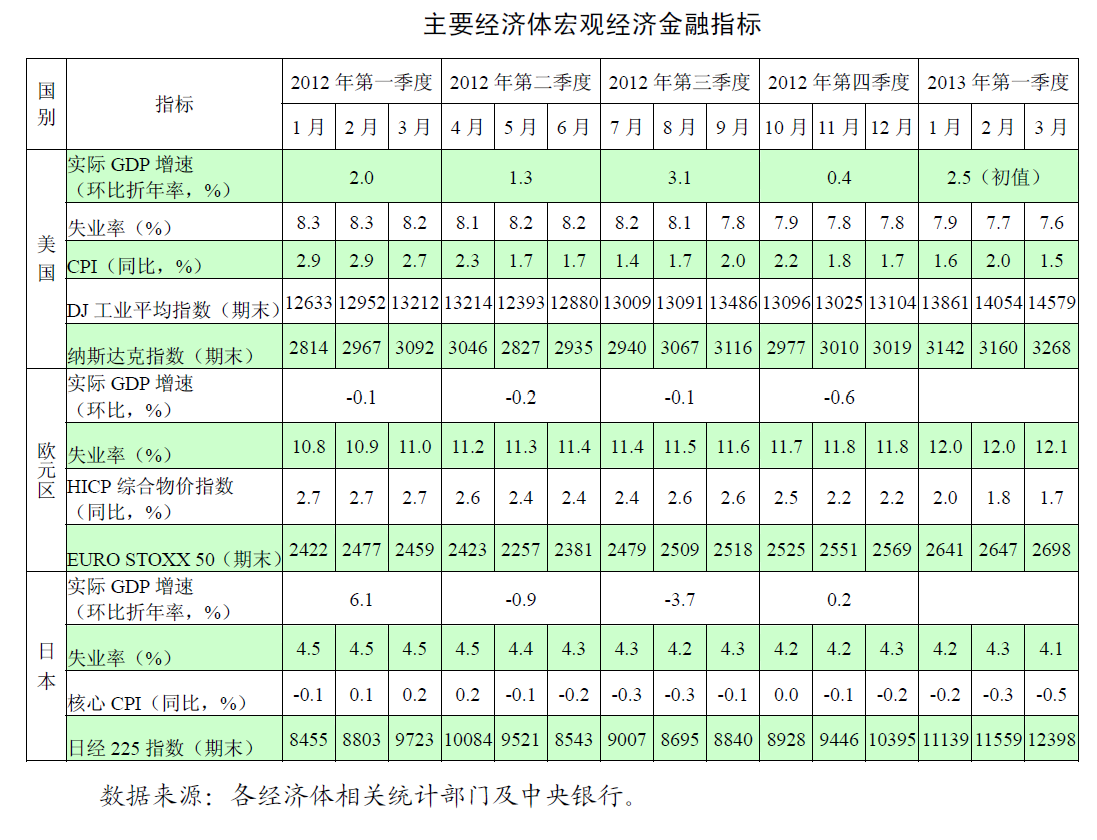 主要经济体宏观经济金融指标
国别 指标 2012 年第一季度 2012 年第二季度 2012 年第三季度 2012 年第四季度 2013 年第一季度
1 月 2 月 3 月 4 月 5 月 6 月 7 月 8 月 9 月 10 月 11 月 12 月 1 月 2 月 3 月
美国
实际 GDP 增速
（环比折年率，%） 2.0 1.3 3.1 0.4 2.5（初值）
失业率（%） 8.3 8.3 8.2 8.1 8.2 8.2 8.2 8.1 7.8 7.9 7.8 7.8 7.9 7.7 7.6
CPI（同比，%） 2.9 2.9 2.7 2.3 1.7 1.7 1.4 1.7 2.0 2.2 1.8 1.7 1.6 2.0 1.5
DJ 工业平均指数（期末） 12633 12952 13212 13214 12393 12880 13009 13091 13486 13096 13025 13104 13861 14054 14579
纳斯达克指数（期末） 2814 2967 3092 3046 2827 2935 2940 3067 3116 2977 3010 3019 3142 3160 3268
欧元区
实际 GDP 增速
（环比，%） -0.1 -0.2 -0.1 -0.6
失业率（%） 10.8 10.9 11.0 11.2 11.3 11.4 11.4 11.5 11.6 11.7 11.8 11.8 12.0 12.0 12.1
HICP 综合物价指数
（同比，%） 2.7 2.7 2.7 2.6 2.4 2.4 2.4 2.6 2.6 2.5 2.2 2.2 2.0 1.8 1.7
EURO STOXX 50（期末） 2422 2477 2459 2423 2257 2381 2479 2509 2518 2525 2551 2569 2641 2647 2698
日本
实际 GDP 增速
（环比折年率，%） 6.1 -0.9 -3.7 0.2
失业率（%） 4.5 4.5 4.5 4.5 4.4 4.3 4.3 4.2 4.3 4.2 4.2 4.3 4.2 4.3 4.1
核心 CPI（同比，%） -0.1 0.1 0.2 0.2 -0.1 -0.2 -0.3 -0.3 -0.1 0.0 -0.1 -0.2 -0.2 -0.3 -0.5
日经 225 指数（期末） 8455 8803 9723 10084 9521 8543 9007 8695 8840 8928 9446 10395 11139 11559 12398
数据来源：各经济体相关统计部门及中央银行。